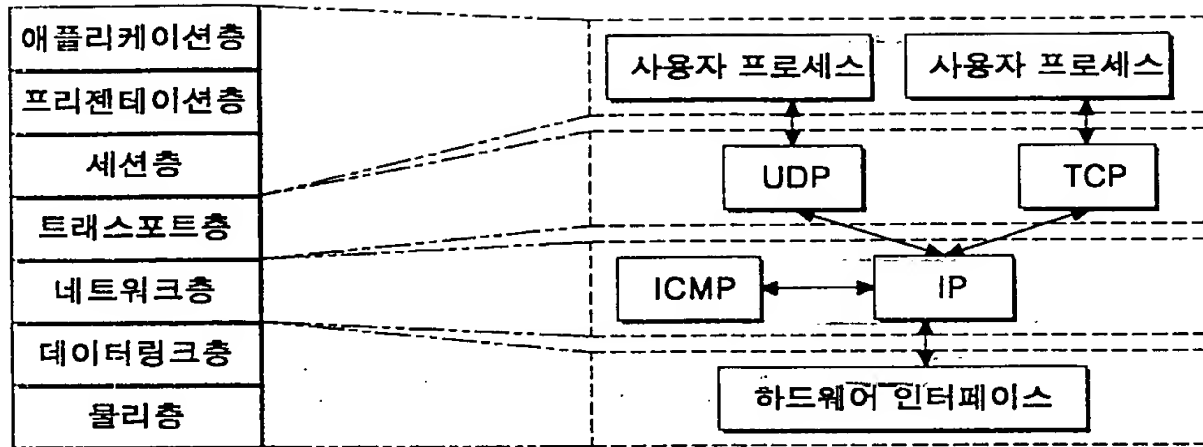 애플리케이션층
프리젠테이션층
세션층
트래스포트층
네트워크층
데이터링크층
물리층
사용자 프로세스
사용자 프로세스
UDP
TCP
ICMP
IP
하드웨어 인터페이스